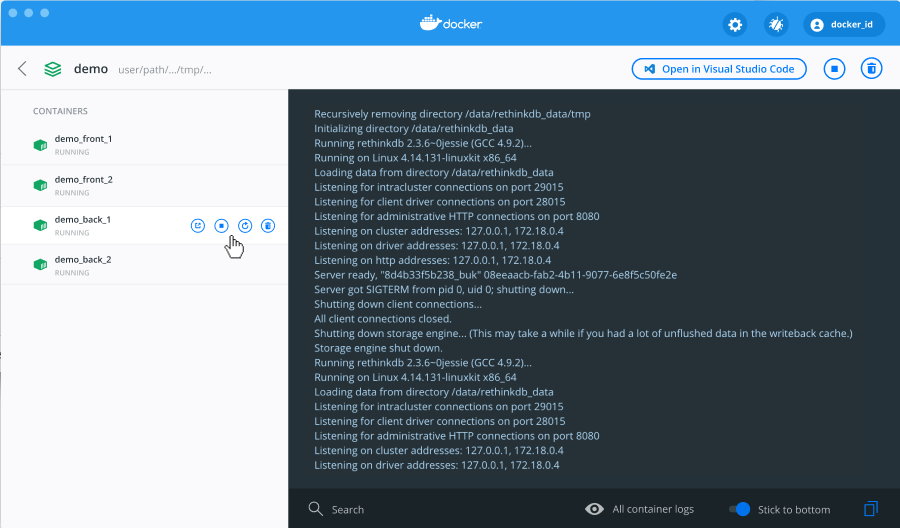 docker
docker_id
demo user/path/.../tmp/...
Open in Visual Studio Code
CONTAINERS
demo_front_1
RUNNING
demo_front_2
RUNNING
demo_back_1
RUNNING
demo_back_2
RUNNING
Recursively removing directory /data/rethinkdb_data/tmp
Initializing directory /data/rethinkdb_data
Running rethinkdb 2.3.6~0jessie (GCC 4.9.2)...
Running on Linux 4.14.131-linuxkit x86_64
Loading data from directory /data/rethinkdb_data
Listening for intracluster connections on port 29015
Listening for client driver connections on port 28015
Listening for administrative HTTP connections on port 8080
Listening on cluster addresses: 127.0.0.1, 172.18.0.4
Listening on driver addresses: 127.0.0.1, 172.18.0.4
Listening on http addresses: 127.0.0.1, 172.18.0.4
Server ready, "8d4b33f5b238_buk" 08eeaacb-fab2-4b11-9077-6e8f5c50fe2e
Server got SIGTERM from pid 0, uid 0; shutting down...
Shutting down client connections...
All client connections closed.
Shutting down storage engine... (This may take a while if you had a lot of unflushed data in the writeback cache.)
Storage engine shut down.
Running rethinkdb 2.3.6~0jessie (GCC 4.9.2)...
Running on Linux 4.14.131-linuxkit x86_64
Loading data from directory /data/rethinkdb_data
Listening for intracluster connections on port 29015
Listening for client driver connections on port 28015
Listening for administrative HTTP connections on port 8080
Listening on cluster addresses: 127.0.0.1, 172.18.0.4
Listening on driver addresses: 127.0.0.1, 172.18.0.4
Search
All container logs
Stick to bottom